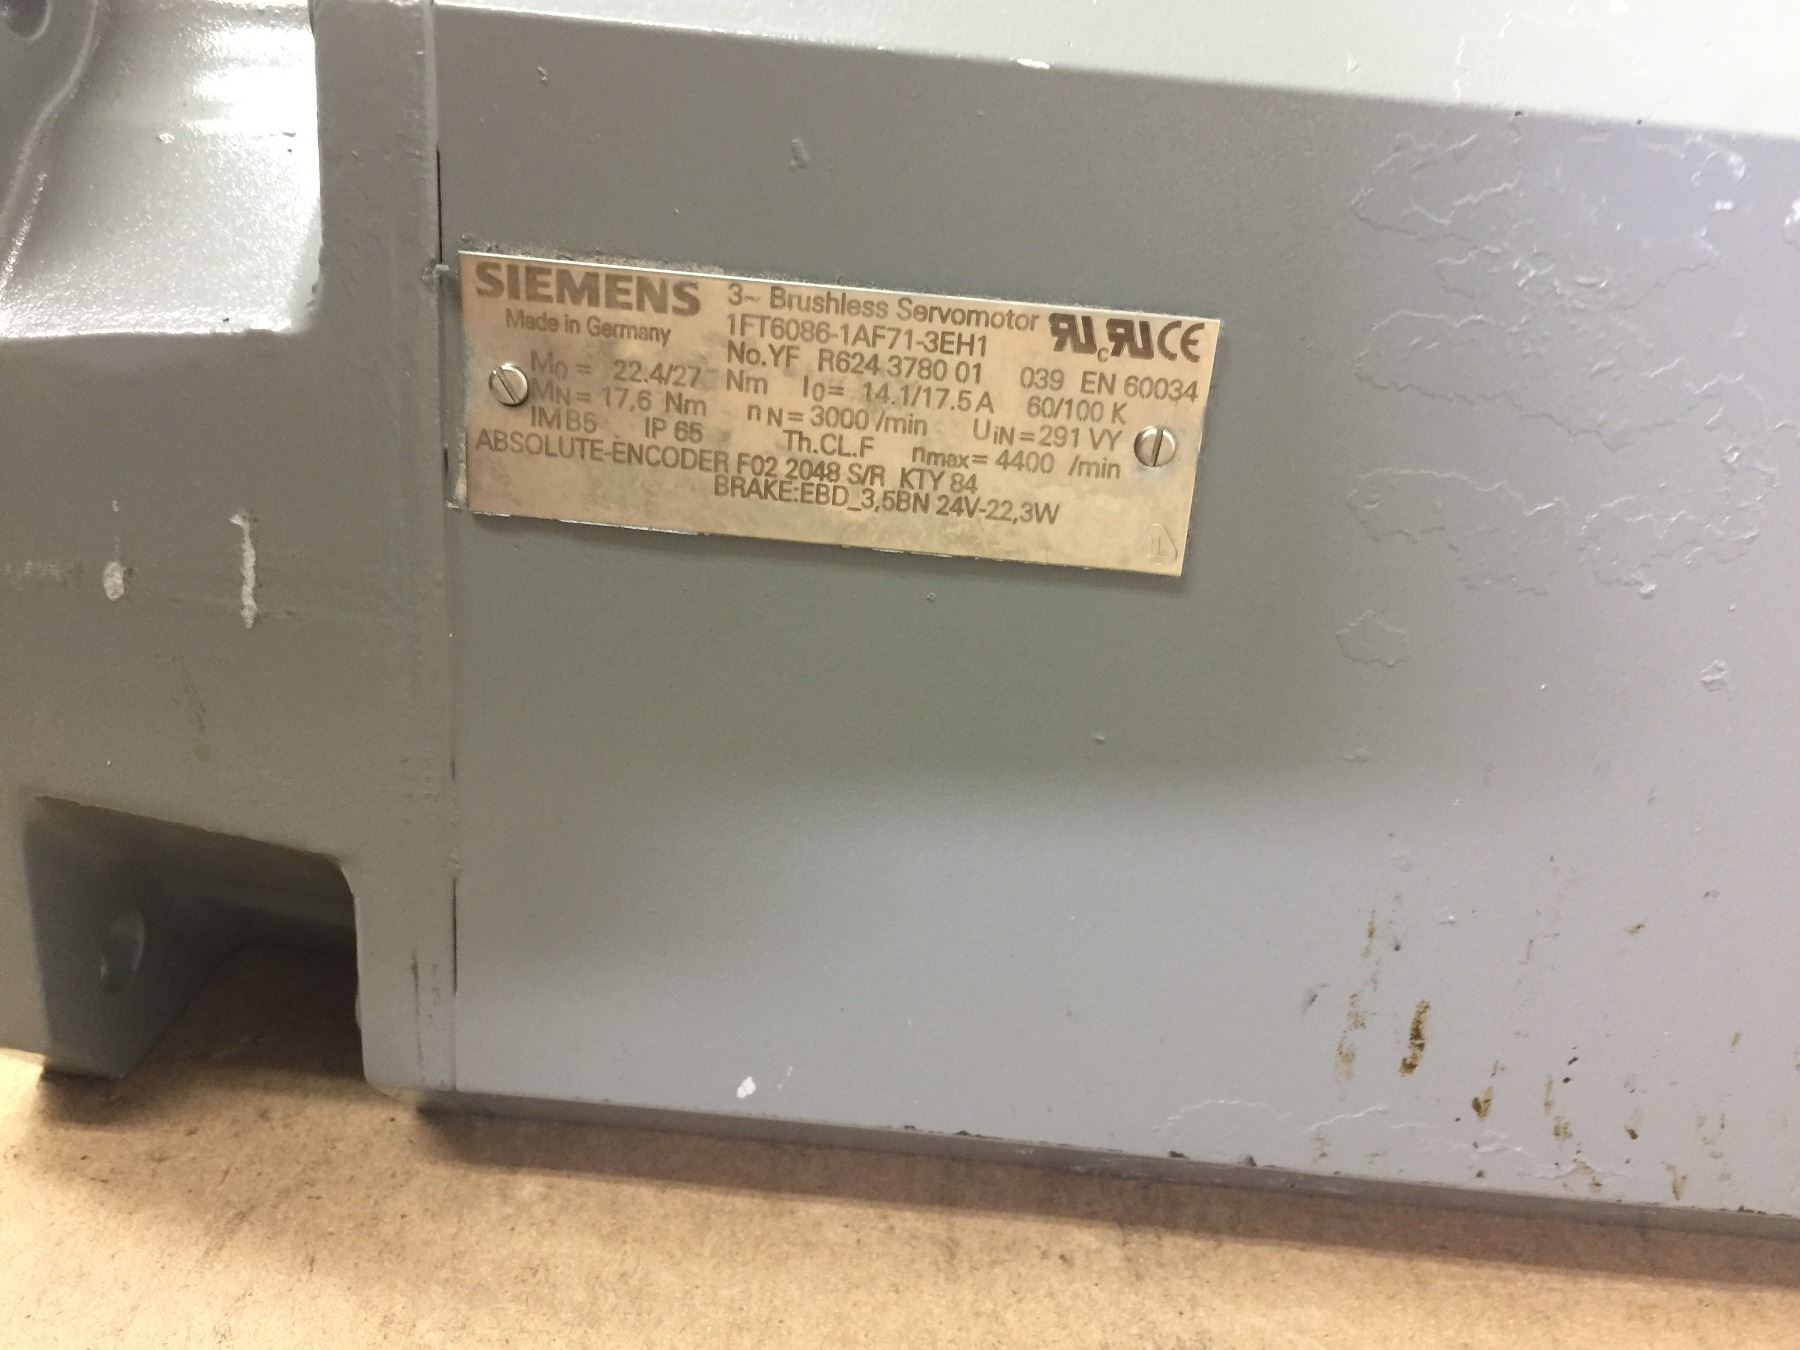 SIEMENS
Made in Germany
3~ Brushless Servomotor
1FT6086-1AF71-3EH1
No.YF R624 3780 01 039 EN 60034
M0 = 22.4/27 Nm I0= 14.1/17.5A 60/100 K
MN= 17,6 Nm nN=3000/min UiN=291 VY
IMB5 IP 65 Th.CL.F nmax= 4400 /min
ABSOLUTE-ENCODER F02 2048 S/R KTY 84
BRAKE:EBD_3,5BN 24V-22,3W